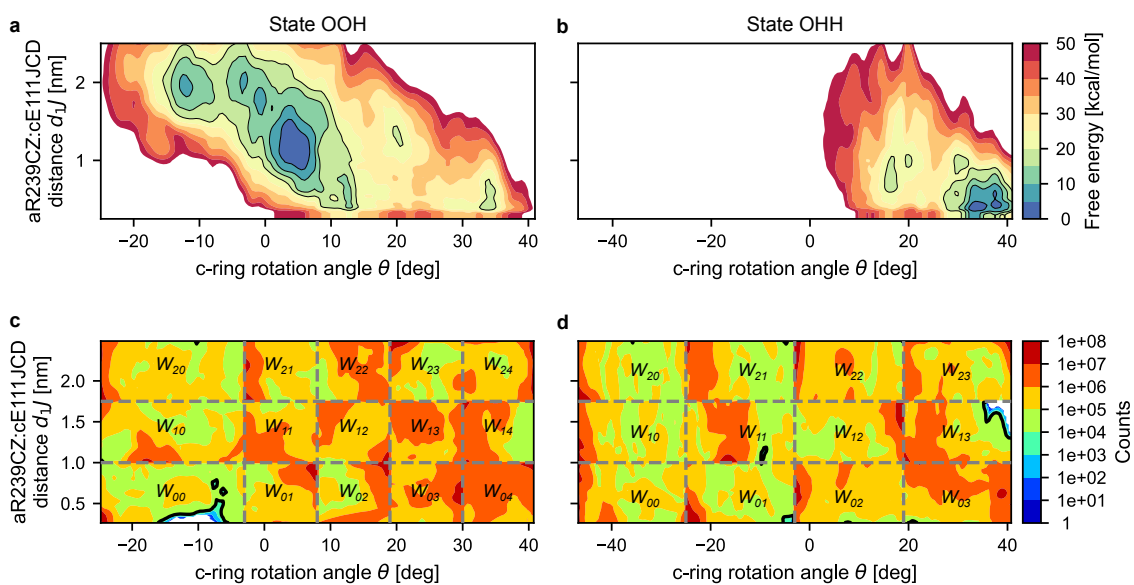 a
State OOH
b
State OHH
aR239CZ:cE111JCD
distance d₁J [nm]
2
1
−20
−10
0
10
20
30
40
c-ring rotation angle θ [deg]
−40
−20
0
20
40
c-ring rotation angle θ [deg]
50
40
30
20
10
0
Free energy [kcal/mol]
c
d
aR239CZ:cE111JCD
distance d₁J [nm]
2.0
1.5
1.0
0.5
W₂₀
W₂₁
W₂₂
W₂₃
W₂₄
W₁₀
W₁₁
W₁₂
W₁₃
W₁₄
W₀₀
W₀₁
W₀₂
W₀₃
W₀₄
−20
−10
0
10
20
30
40
c-ring rotation angle θ [deg]
W₂₀
W₂₁
W₂₂
W₂₃
W₁₀
W₁₁
W₁₂
W₁₃
W₀₀
W₀₁
W₀₂
W₀₃
−40
−20
0
20
40
c-ring rotation angle θ [deg]
1e+08
1e+07
1e+06
1e+05
1e+04
1e+03
1e+02
1e+01
1
Counts